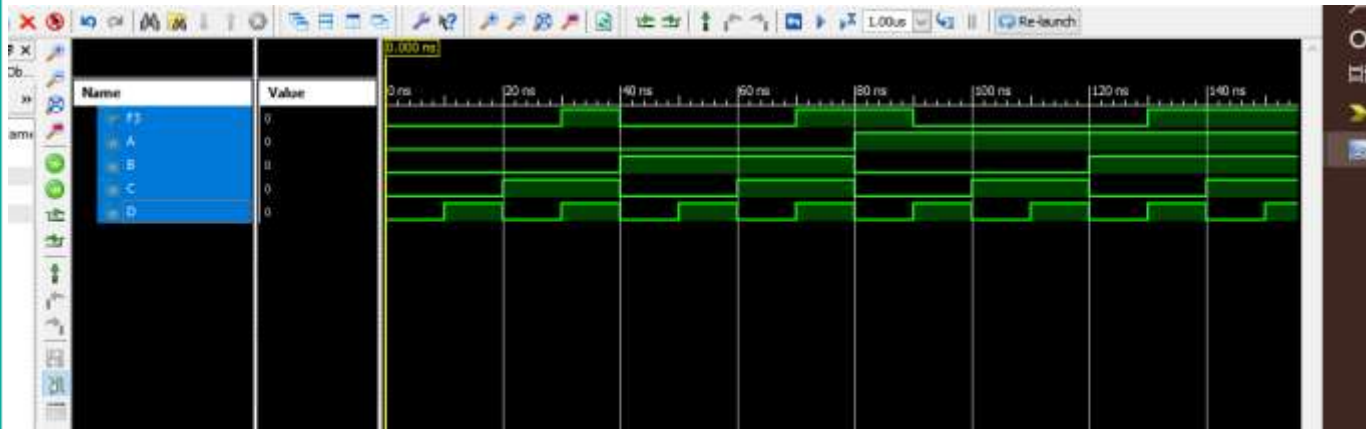 1.00us Re-launch
0.000 ns
Name Value 0 ns 20 ns 40 ns 60 ns 80 ns 100 ns 120 ns 140 ns
F3 0
A 0
B 0
C 0
D 0